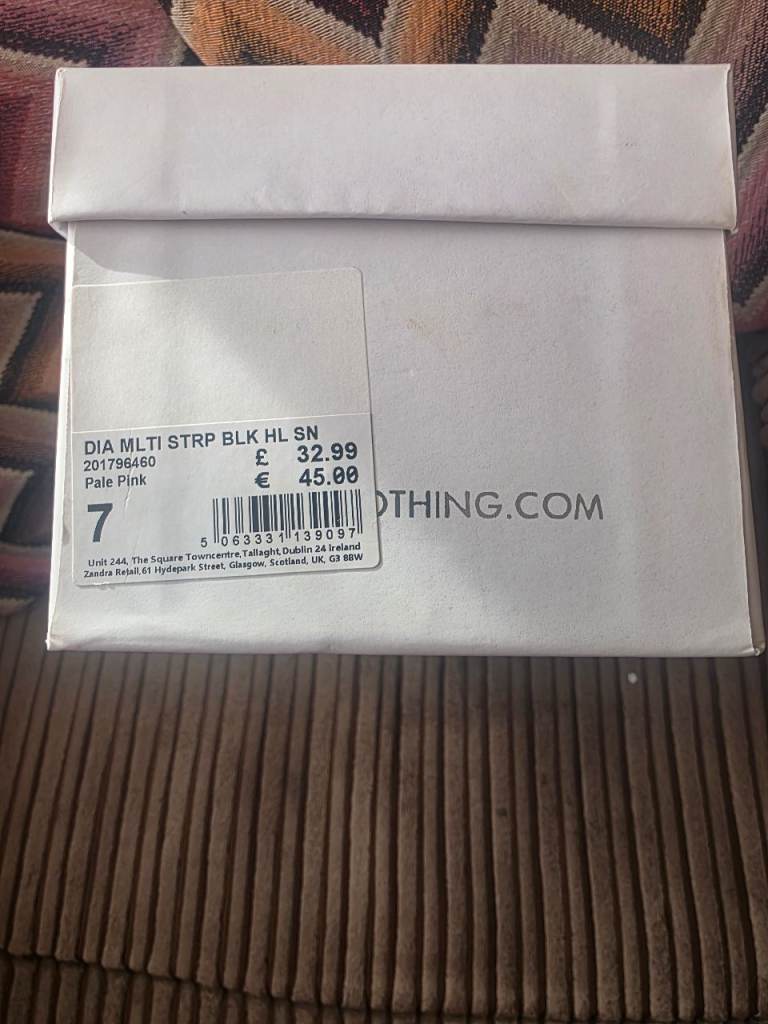 DIA MLTI STRP BLK HL SN
201796460 £ 32.99
Pale Pink € 45.00
7
5 063331 139097
OTHING.COM
Unit 244, The Square Towncentre,Tallaght,Dublin 24 Ireland
Zandra Retail,61 Hydepark Street, Glasgow, Scotland, UK, G3 8BW